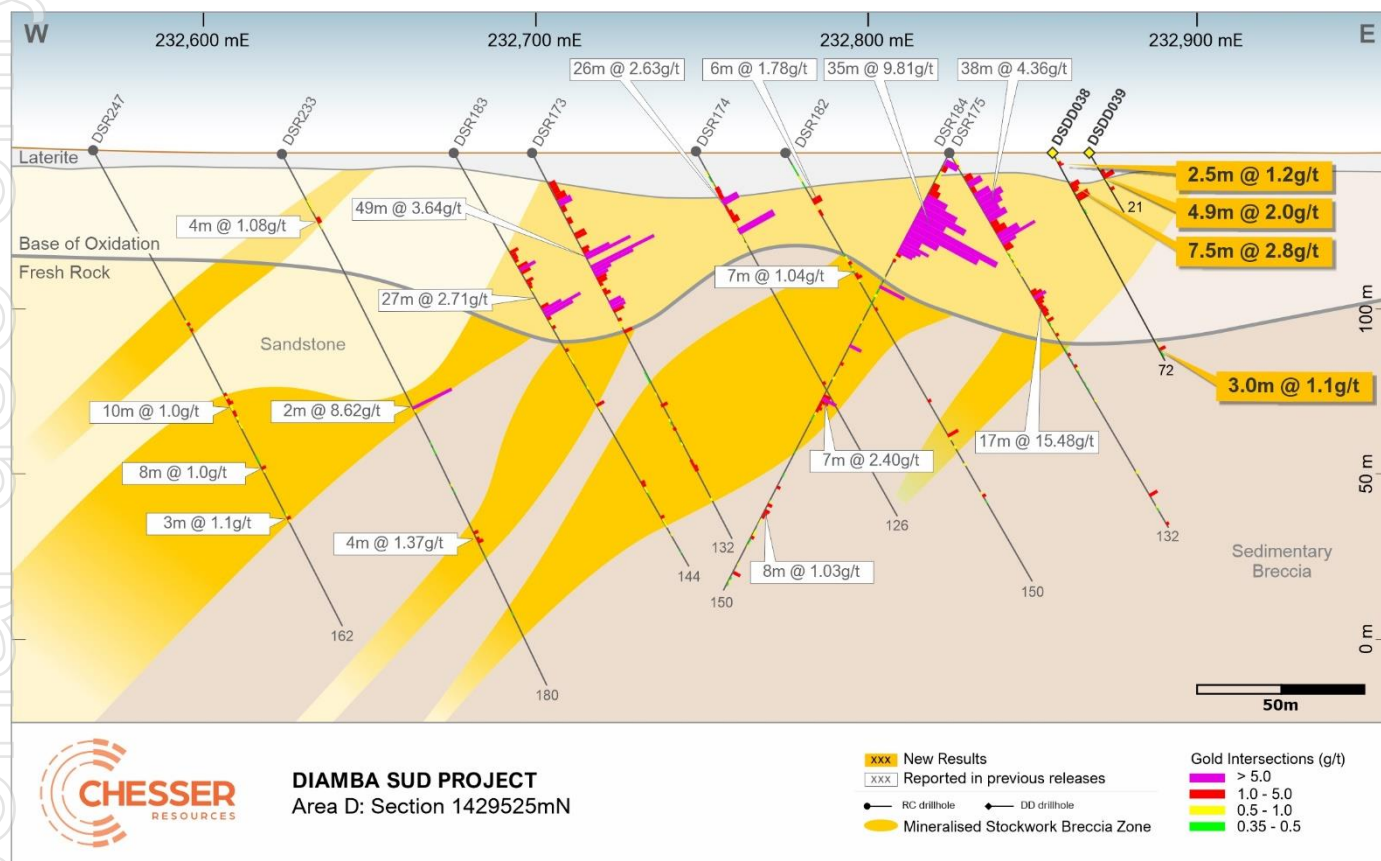 W
232,600 mE
232,700 mE
232,800 mE
232,900 mE
E
26m @ 2.63g/t
6m @ 1.78g/t
35m @ 9.81g/t
38m @ 4.36g/t
DSR247
DSR233
DSR183
DSR173
DSR174
DSR182
DSR184
DSR175
DSDD038
DSDD039
Laterite
2.5m @ 1.2g/t
4m @ 1.08g/t
49m @ 3.64g/t
21
4.9m @ 2.0g/t
Base of Oxidation
7.5m @ 2.8g/t
Fresh Rock
7m @ 1.04g/t
27m @ 2.71g/t
100 m
Sandstone
72
3.0m @ 1.1g/t
10m @ 1.0g/t
2m @ 8.62g/t
17m @ 15.48g/t
8m @ 1.0g/t
7m @ 2.40g/t
50 m
3m @ 1.1g/t
126
132
4m @ 1.37g/t
132
Sedimentary
Breccia
8m @ 1.03g/t
144
150
150
162
0 m
180
50m
CHESSER
RESOURCES
DIAMBA SUD PROJECT
Area D: Section 1429525mN
xxx New Results
xxx Reported in previous releases
RC drillhole
DD drillhole
Mineralised Stockwork Breccia Zone
Gold Intersections (g/t)
> 5.0
1.0 - 5.0
0.5 - 1.0
0.35 - 0.5